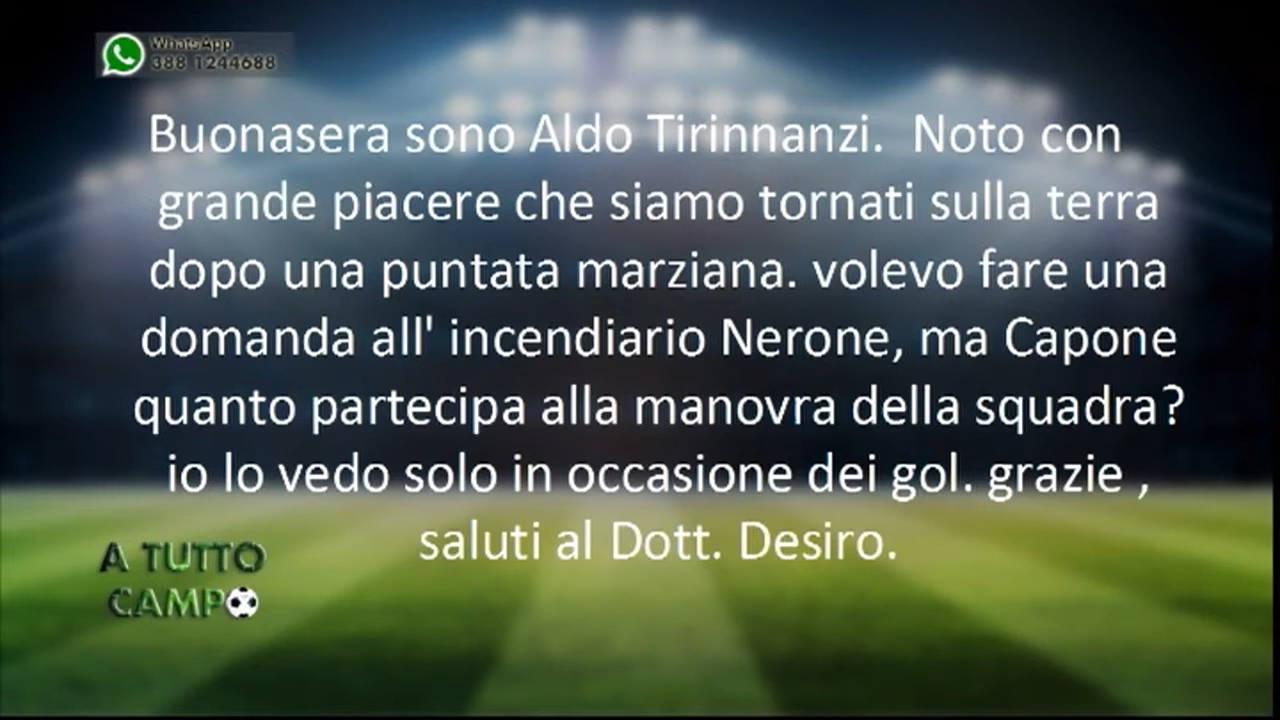 WhatsApp
388 1244688
Buonasera sono Aldo Tirinnanzi.  Noto con
grande piacere che siamo tornati sulla terra
dopo una puntata marziana. volevo fare una
domanda all' incendiario Nerone, ma Capone
quanto partecipa alla manovra della squadra?
io lo vedo solo in occasione dei gol. grazie ,
saluti al Dott. Desiro.
A TUTTO
CAMPO